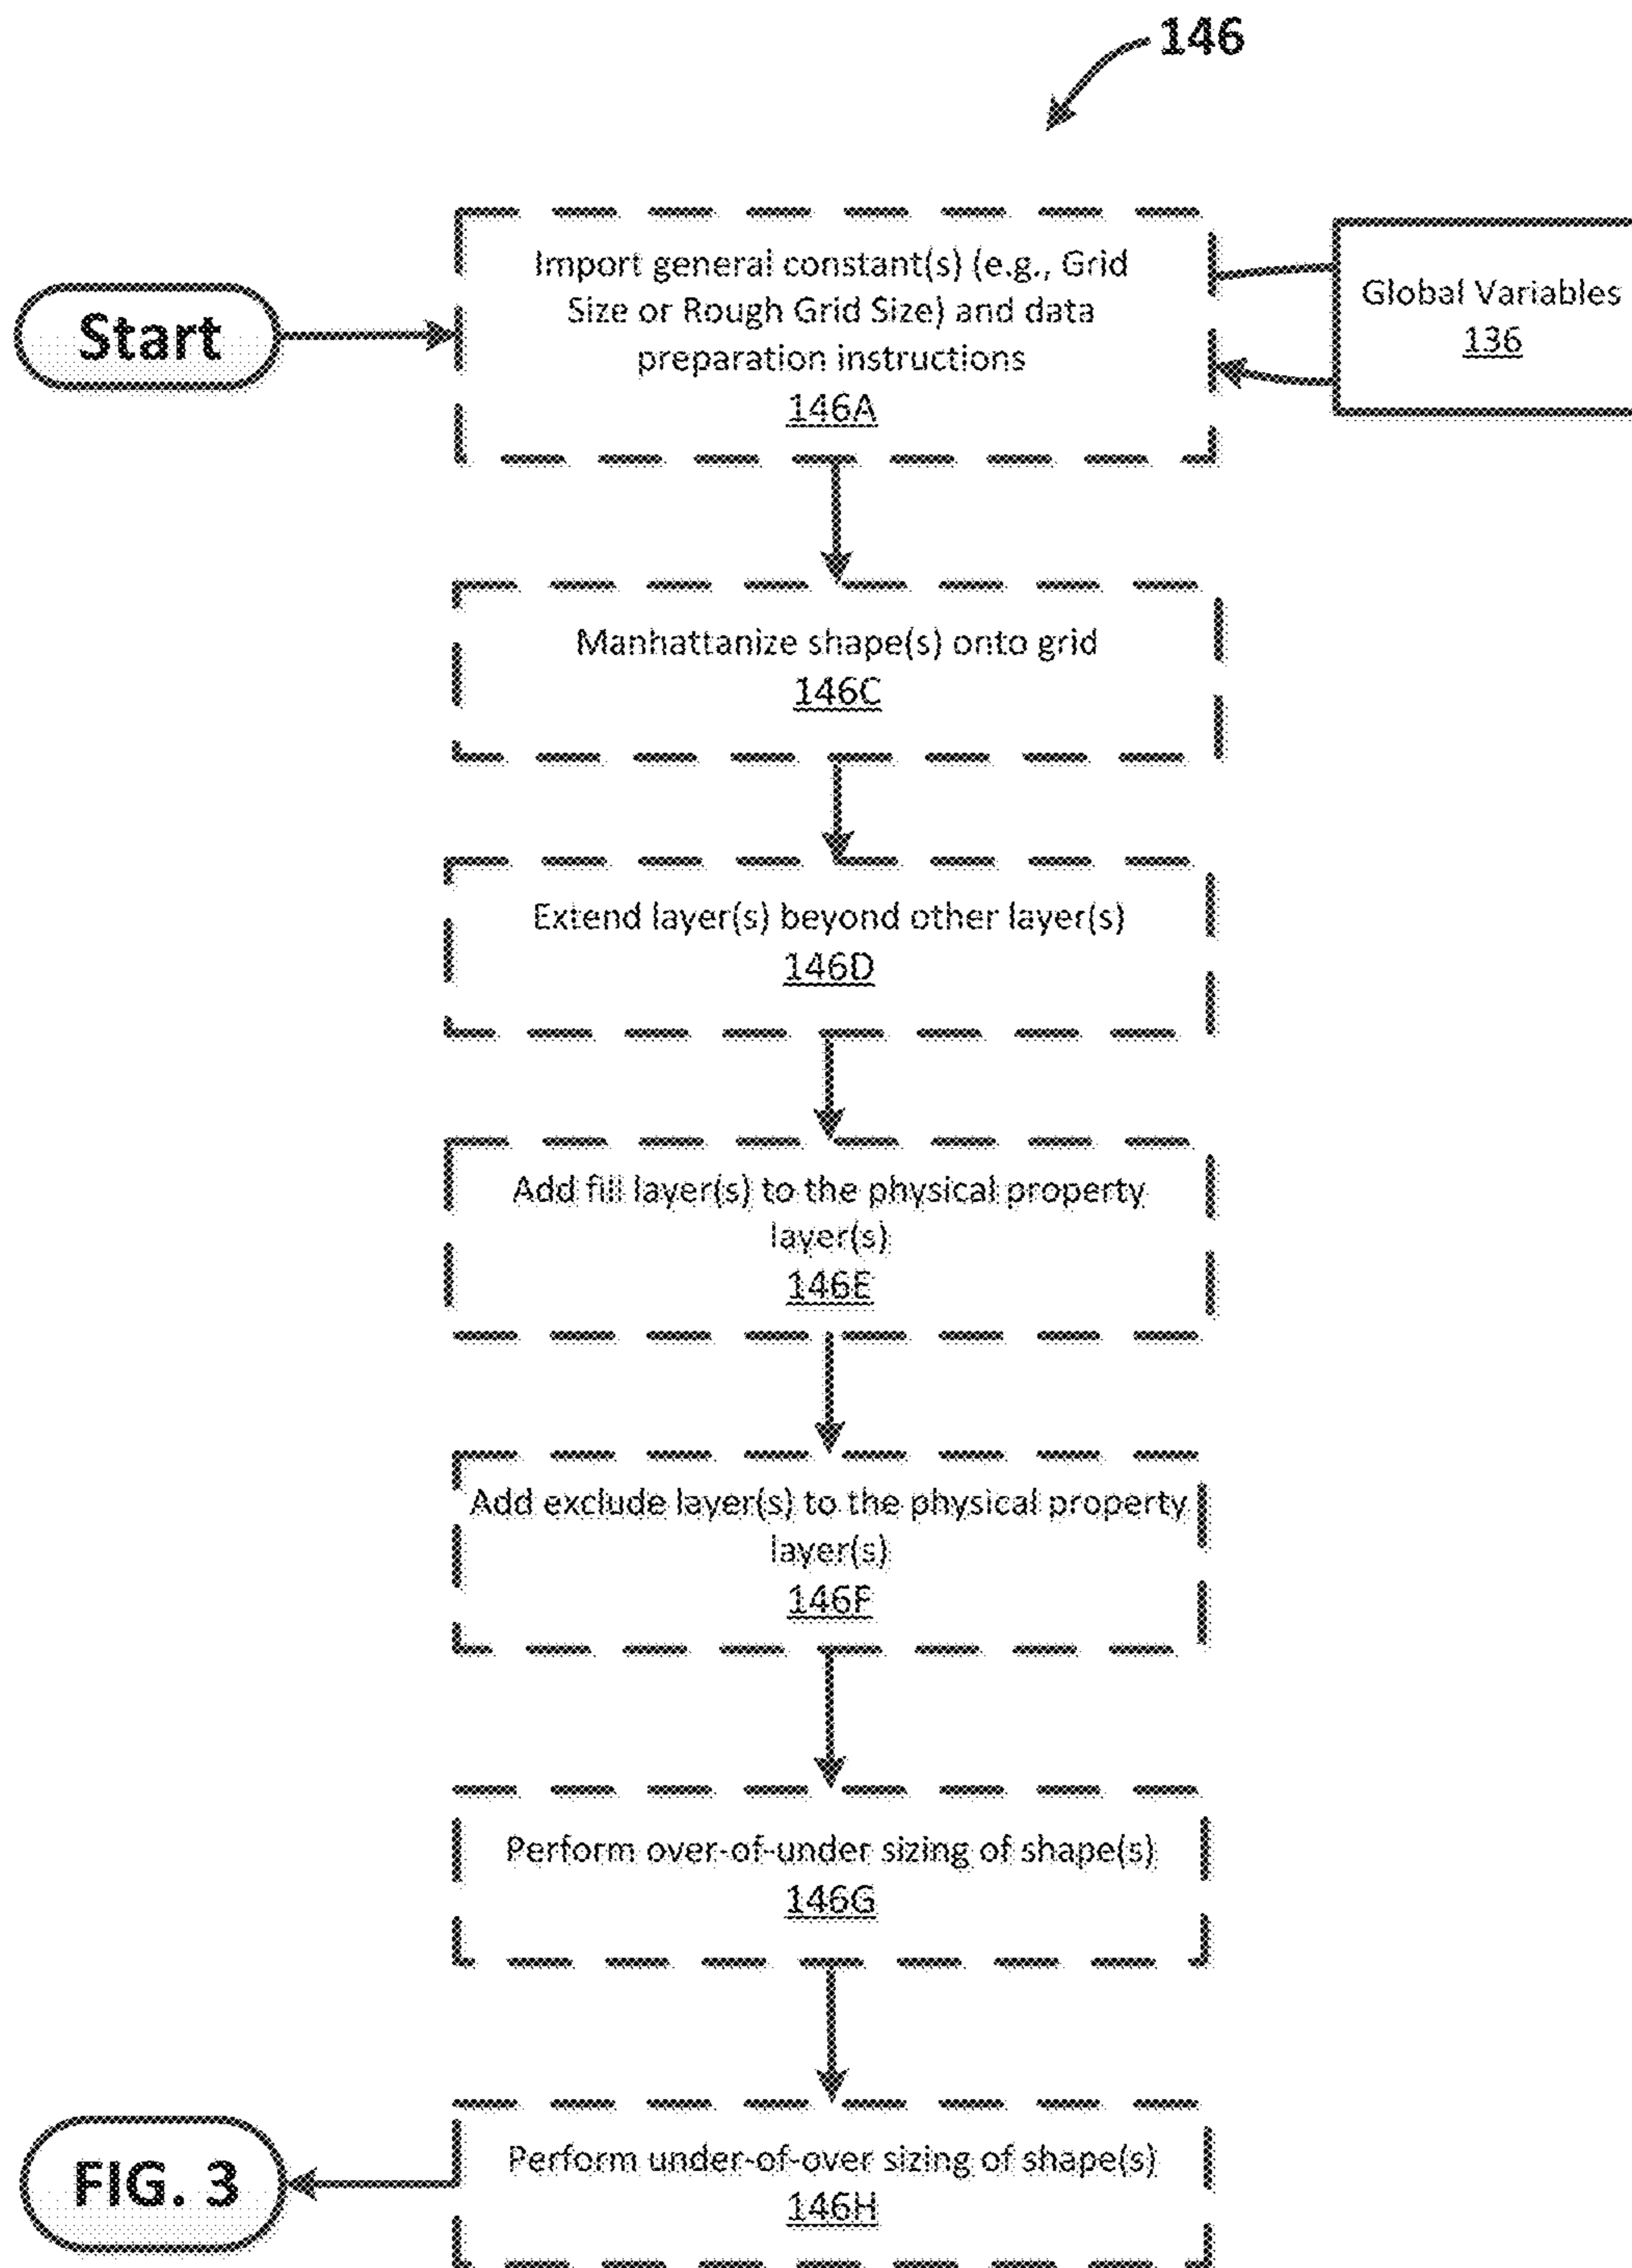 146
Start
Import general constant(s) (e.g., Grid
Size or Rough Grid Size) and data
preparation instructions
146A
Global Variables
136
Manhattanize shape(s) onto grid
146C
Extend layer(s) beyond other layer(s)
146D
Add fill layer(s) to the physical property
layer(s)
146E
Add exclude layer(s) to the physical property
layer(s)
146F
Perform over-of-under sizing of shape(s)
146G
Perform under-of-over sizing of shape(s)
146H
FIG. 3